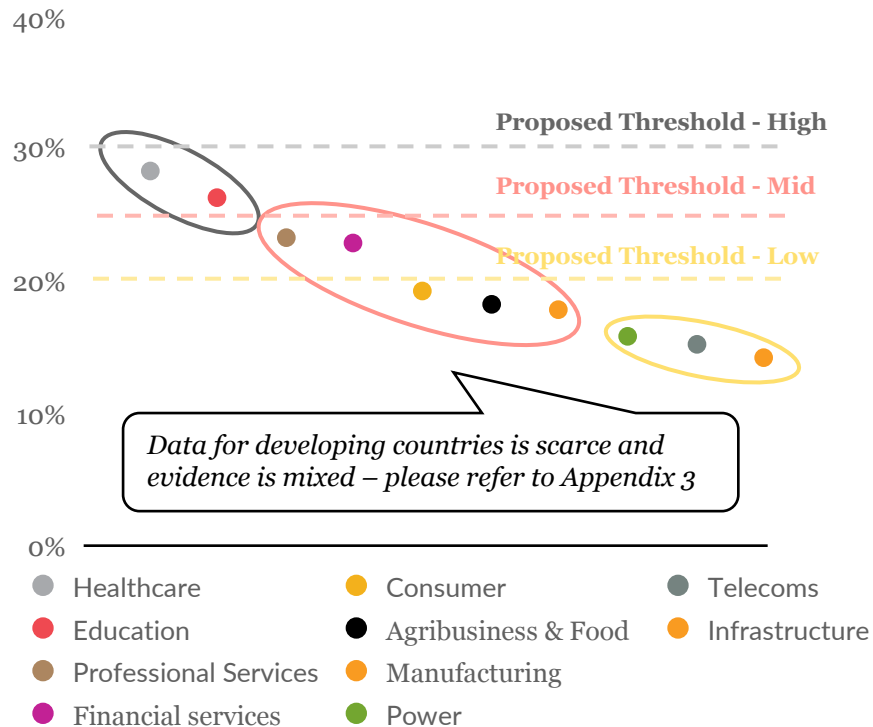 40%
Proposed Threshold - High
30%
Proposed Threshold - Mid
Proposed Threshold - Low
20%
10%
Data for developing countries is scarce and
evidence is mixed – please refer to Appendix 3
0%
Healthcare
Consumer
Telecoms
Education
Agribusiness & Food
Infrastructure
Professional Services
Manufacturing
Financial services
Power